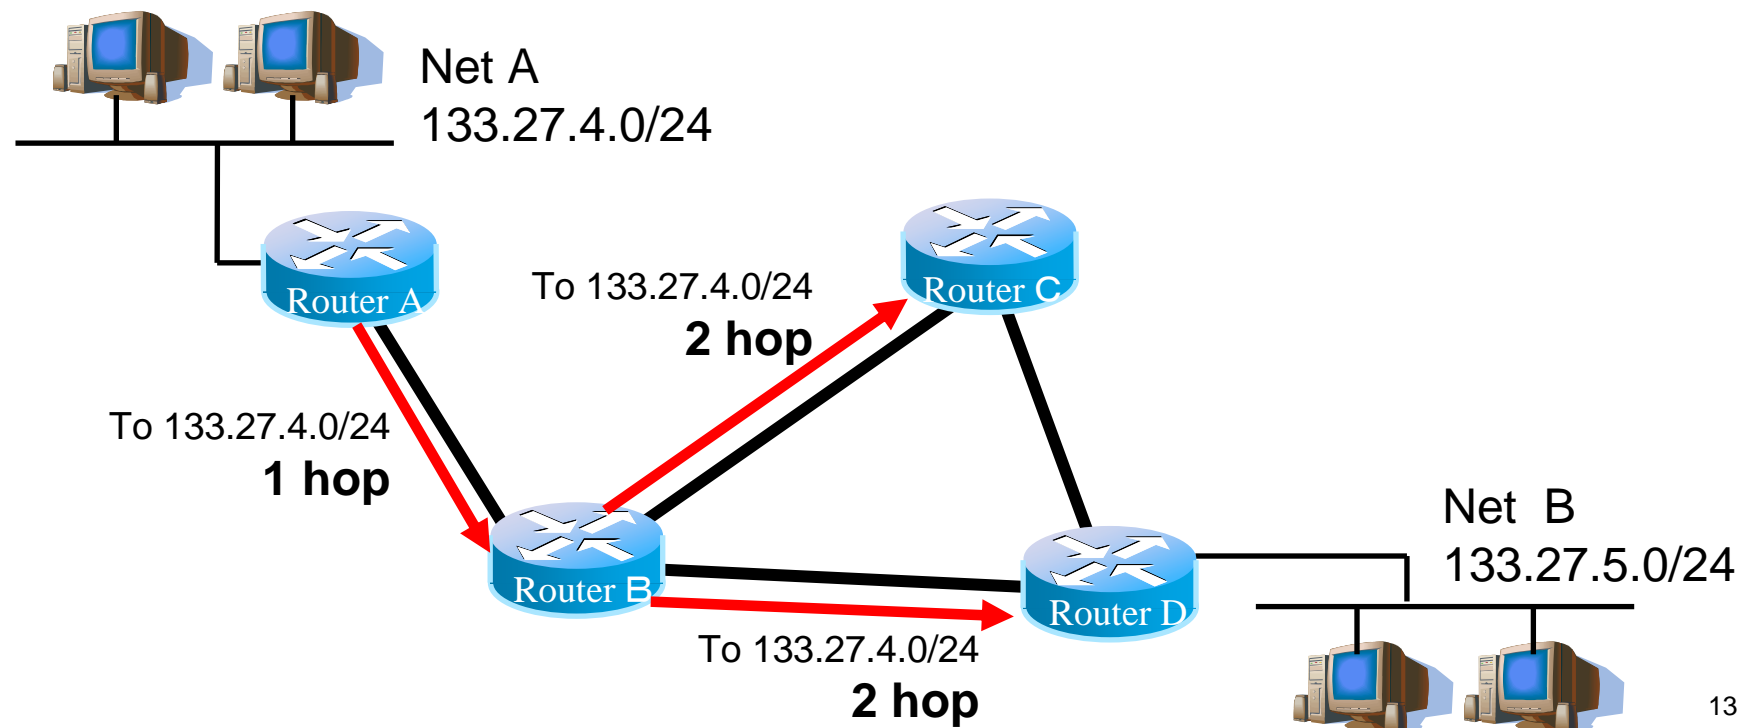 Net A
133.27.4.0/24
Router A
To 133.27.4.0/24
2 hop
Router C
To 133.27.4.0/24
1 hop
Router B
Router D
Net B
133.27.5.0/24
To 133.27.4.0/24
2 hop
13